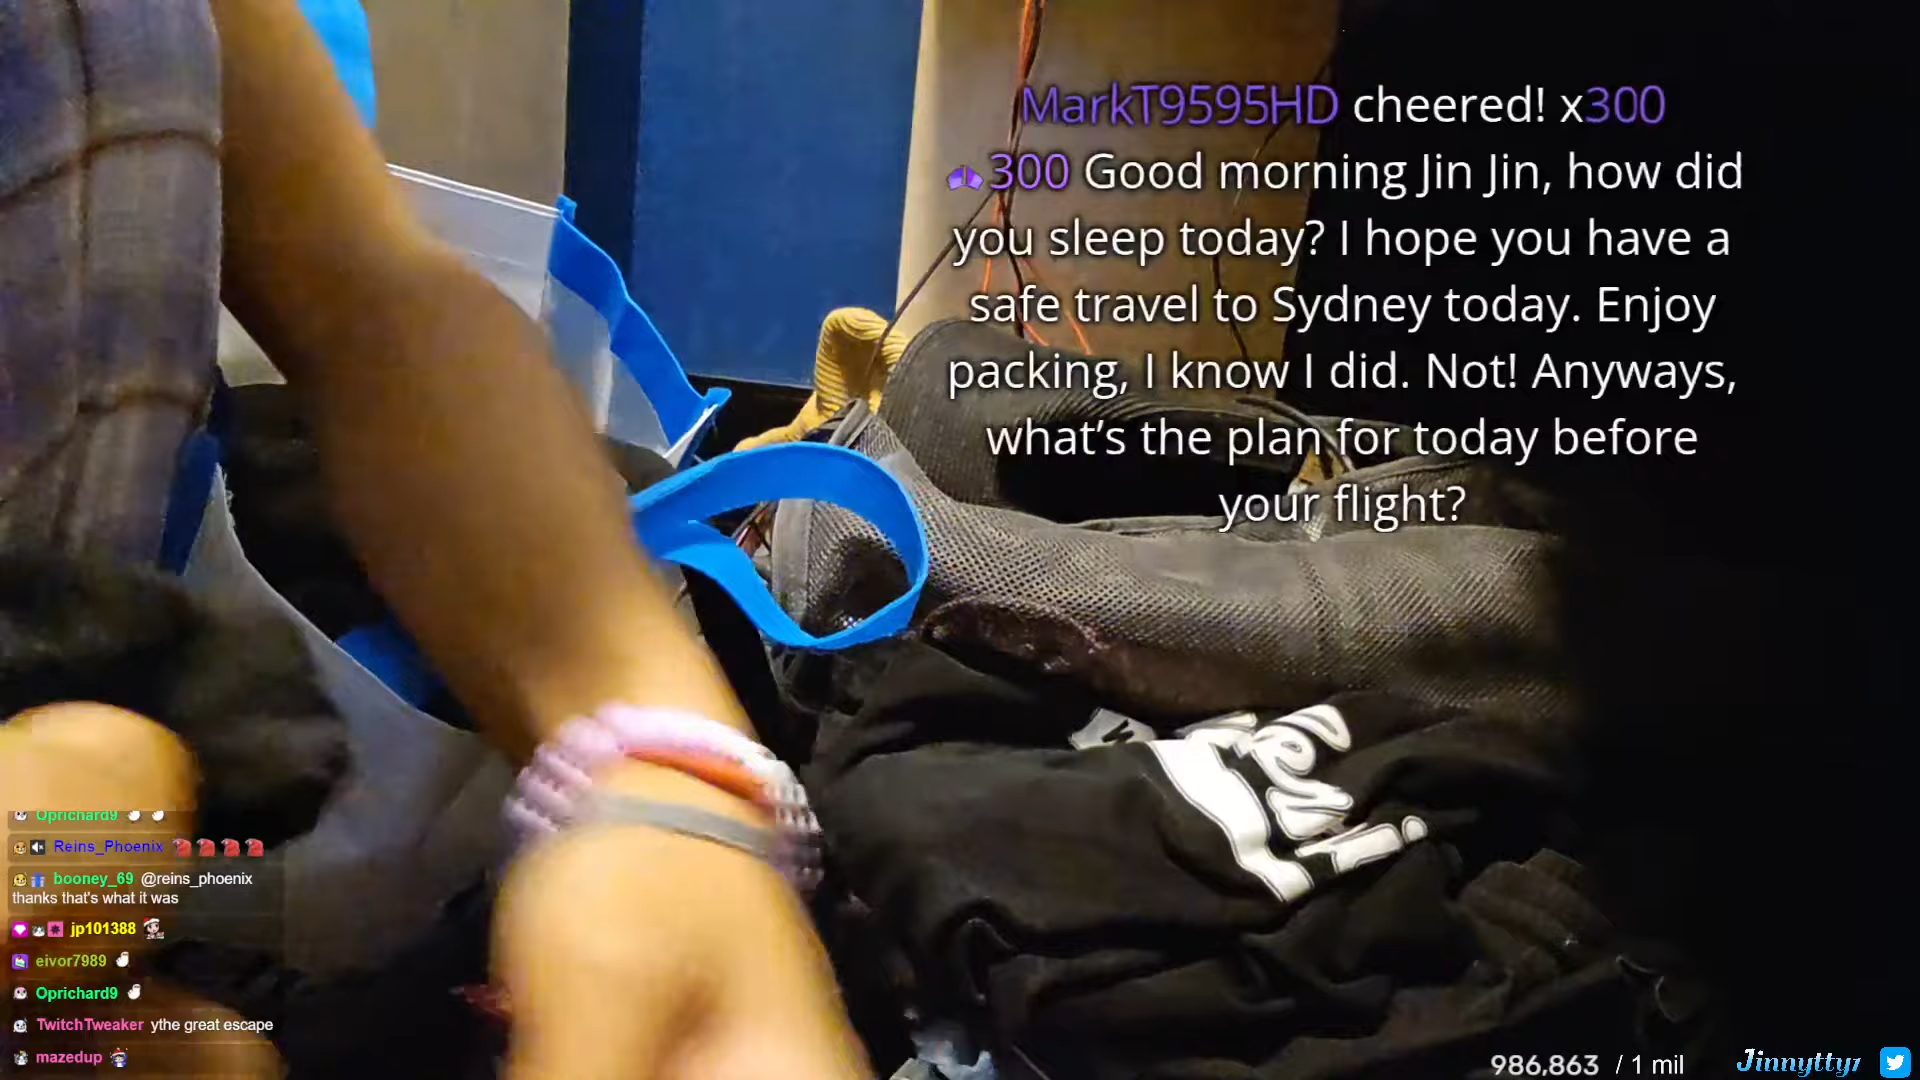 MarkT9595HD cheered! x300
300 Good morning Jin Jin, how did
you sleep today? I hope you have a
safe travel to Sydney today. Enjoy
packing, I know I did. Not! Anyways,
what's the plan for today before
your flight?
Oprichard9
Reins_Phoenix
booney_69 @reins_phoenix
thanks that's what it was
jp101388
eivor7989
Oprichard9
TwitchTweaker ythe great escape
mazedup
986,863 / 1 mil
Jinnytty1